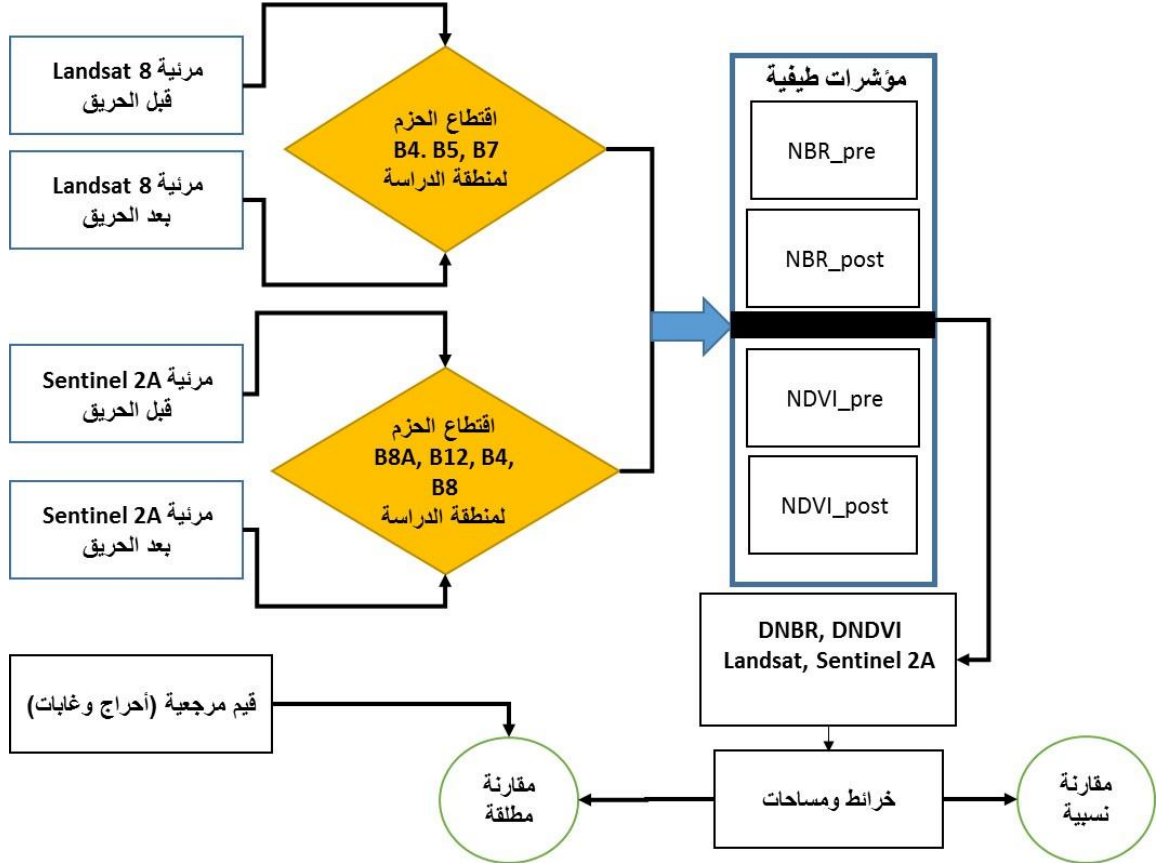 مرئية Landsat 8
قبل الحريق
مرئية Landsat 8
بعد الحريق
اقتطاع الحزم
B4. B5, B7
لمنطقة الدراسة
مرئية Sentinel 2A
قبل الحريق
مرئية Sentinel 2A
بعد الحريق
اقتطاع الحزم
B8A, B12, B4,
B8
لمنطقة الدراسة
مؤشرات طيفية
NBR_pre
NBR_post
NDVI_pre
NDVI_post
DNBR, DNDVI
Landsat, Sentinel 2A
قيم مرجعية (أحراج وغابات)
مقارنة
مطلقة
خرائط ومساحات
مقارنة
نسبية